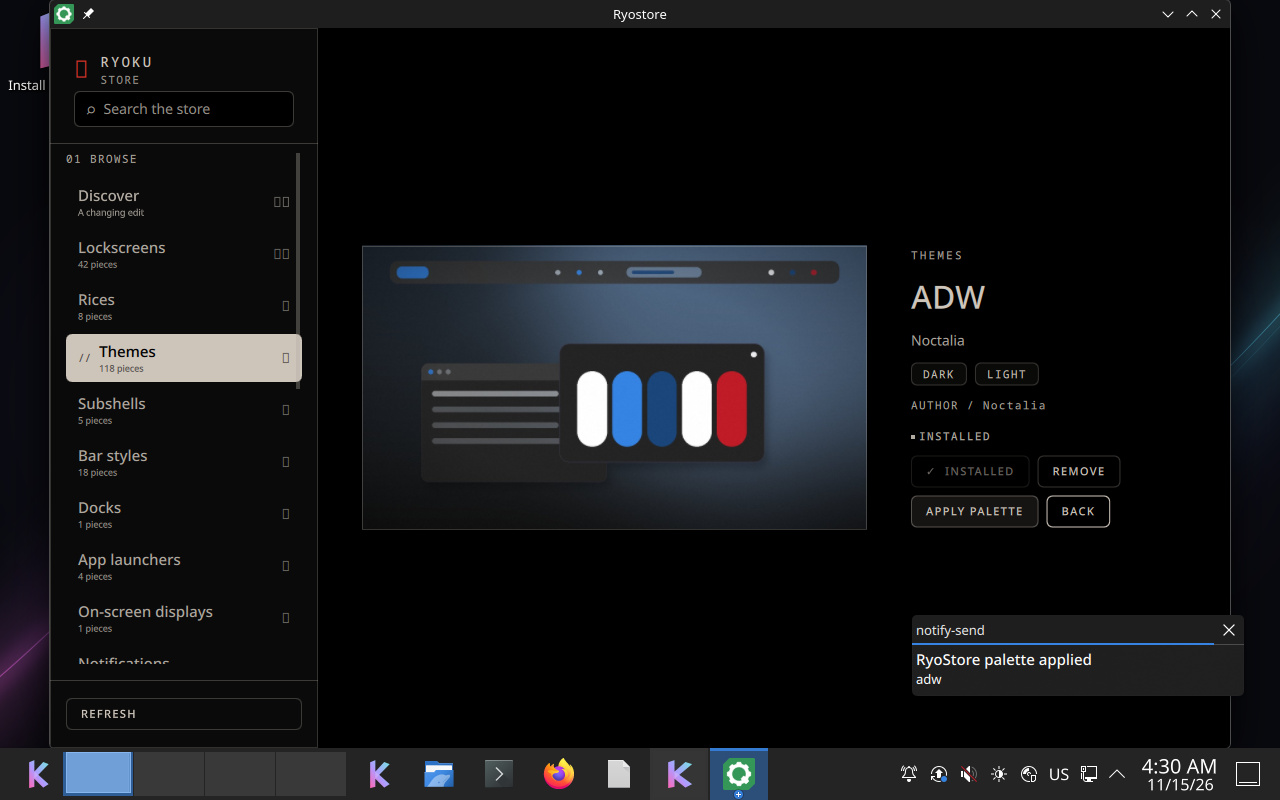 Ryostore
Install
RYOKU
STORE
Search the store
01 BROWSE
Discover
A changing edit
Lockscreens
42 pieces
Rices
8 pieces
// Themes
118 pieces
Subshells
5 pieces
Bar styles
18 pieces
Docks
1 pieces
App launchers
4 pieces
On-screen displays
1 pieces
Notifications
REFRESH
THEMES
ADW
Noctalia
DARK LIGHT
AUTHOR / Noctalia
INSTALLED
✓ INSTALLED REMOVE
APPLY PALETTE BACK
notify-send
RyoStore palette applied
adw
US
4:30 AM
11/15/26